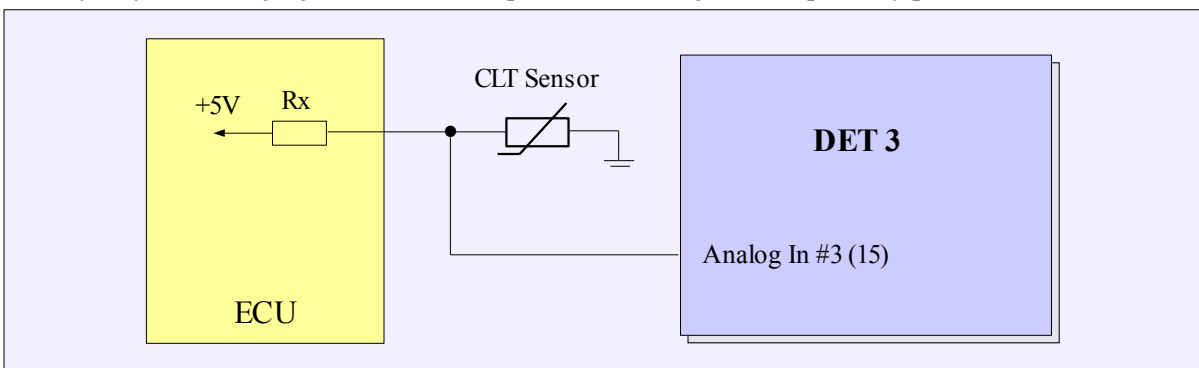 CLT Sensor
+5V Rx
DET 3
Analog In #3 (15)
ECU